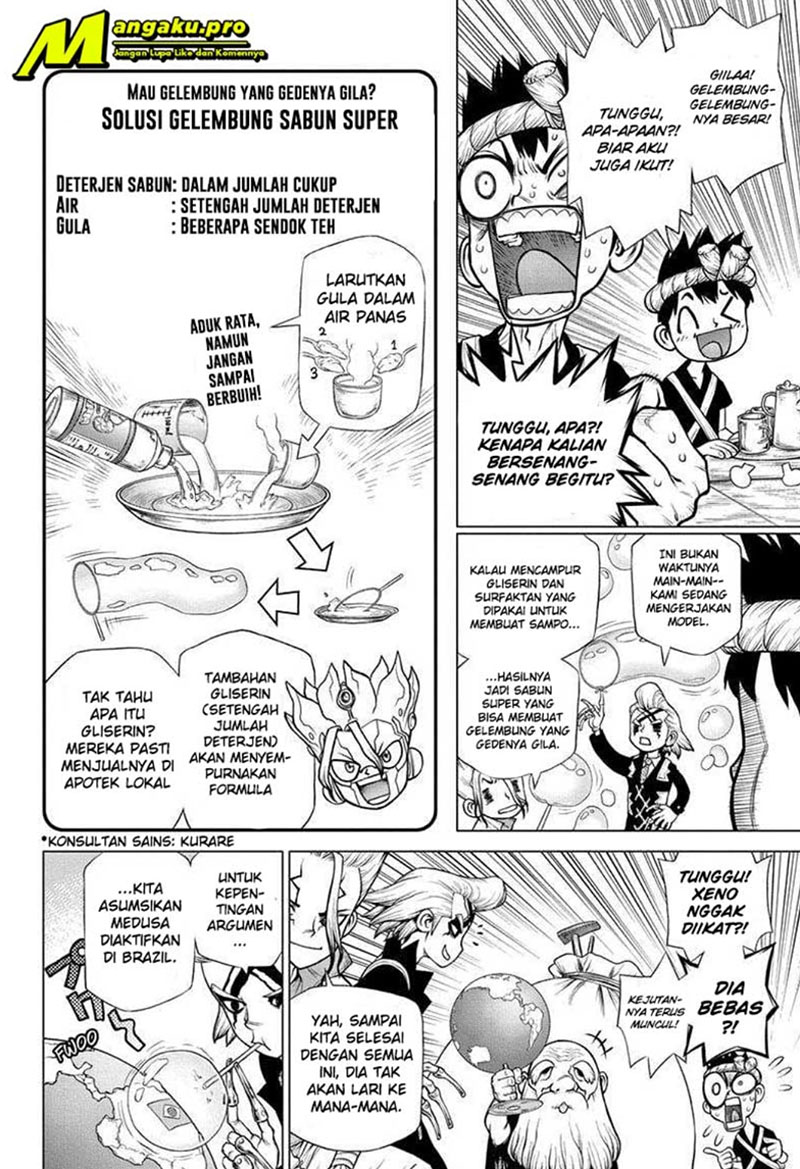 Mangaku.pro
Jangan Lupa Like dan Komennya
GIILAA!
GELEMBUNG-
GELEMBUNG-
NYA BESAR!
TUNGGU,
APA-APAAN?!
BIAR AKU
JUGA IKUT!
TUNGGU, APA?!
KENAPA KALIAN
BERSENANG-
SENANG BEGITU?
MAU GELEMBUNG YANG GEDENYA GILA?
SOLUSI GELEMBUNG SABUN SUPER
DETERJEN SABUN: DALAM JUMLAH CUKUP
AIR : SETENGAH JUMLAH DETERJEN
GULA : BEBERAPA SENDOK TEH
LARUTKAN
GULA DALAM
AIR PANAS
2
1
3
ADUK RATA,
NAMUN
JANGAN
SAMPAI
BERBUIH!
TAMBAHAN
GLISERIN
(SETENGAH
JUMLAH
DETERJEN)
AKAN MENYEM-
PURNAKAN
FORMULA
TAK TAHU
APA ITU
GLISERIN?
MEREKA PASTI
MENJUALNYA DI
APOTEK LOKAL
*KONSULTAN SAINS: KURARE
INI BUKAN
WAKTUNYA
MAIN-MAIN--
KAMI SEDANG
MENGERJAKAN
MODEL.
KALAU MENCAMPUR
GLISERIN DAN
SURFAKTAN YANG
DIPAKAI UNTUK
MEMBUAT SAMPO...
...HASILNYA
JADI SABUN
SUPER YANG
BISA MEMBUAT
GELEMBUNG YANG
GEDENYA GILA.
TUNGGU!
XENO
NGGAK
DIIKAT?!
DIA
BEBAS
?!
KEJUTAN-
NYA TERUS
MUNCUL!
YAH, SAMPAI
KITA SELESAI
DENGAN SEMUA
INI, DIA TAK
AKAN LARI KE
MANA-MANA.
UNTUK
KEPEN-
TINGAN
ARGUMEN
...
...KITA
ASUMSIKAN
MEDUSA
DIAKTIFKAN
DI BRAZIL.
FWOO